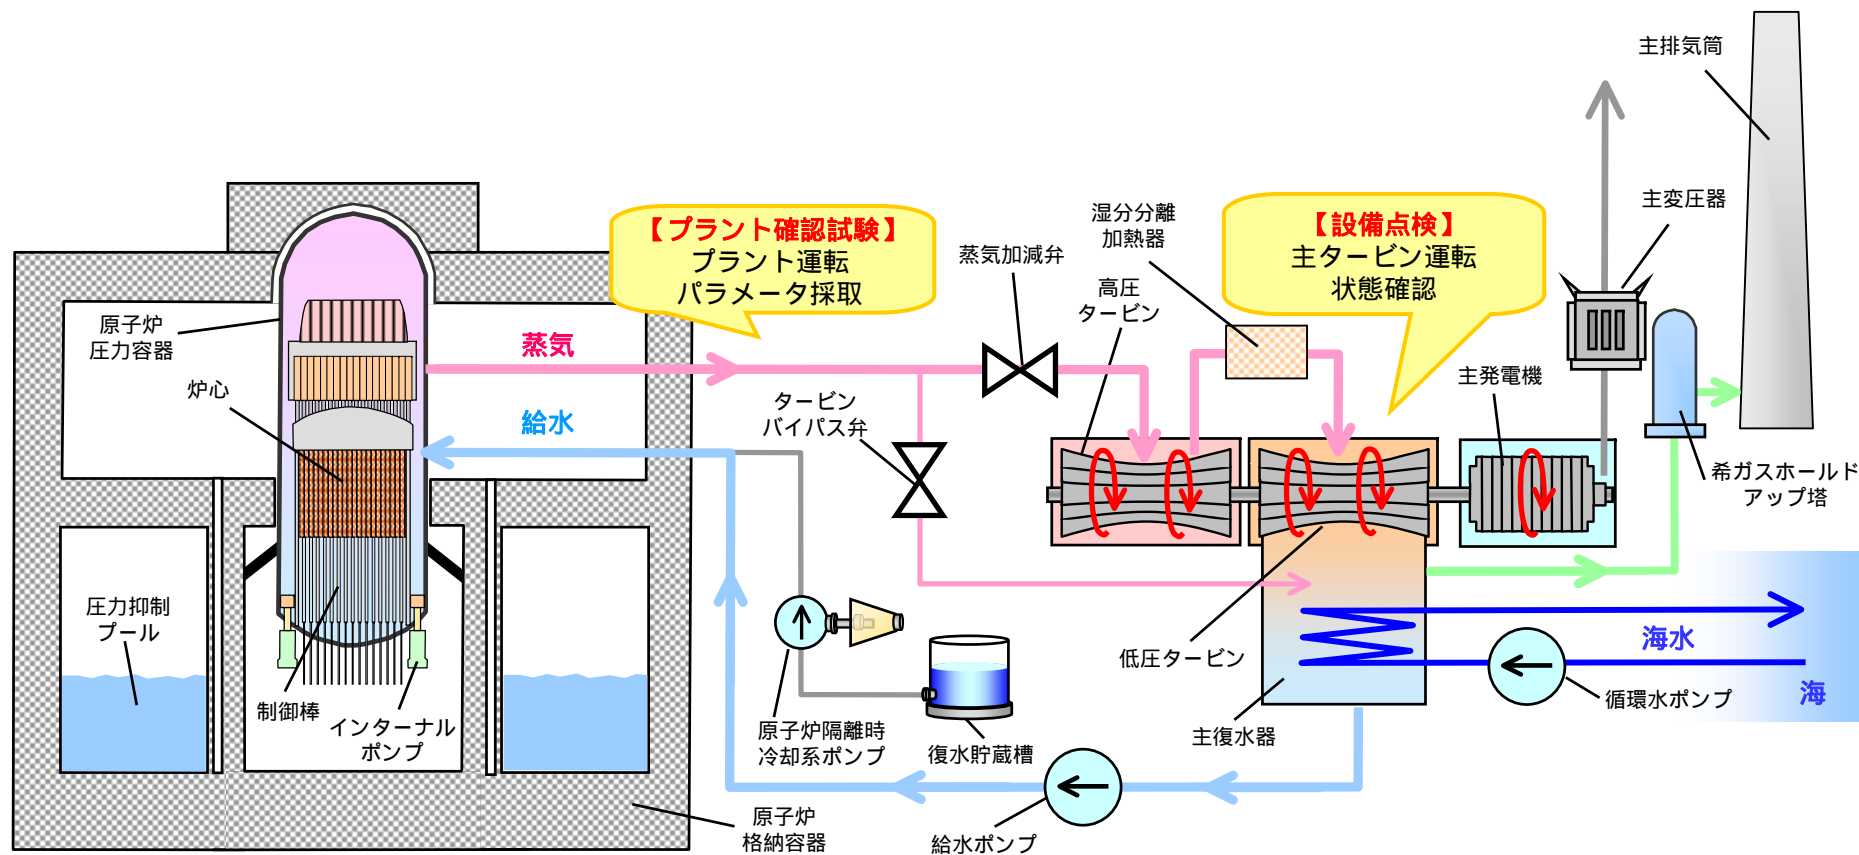 主排気筒
【プラント確認試験】
プラント運転
パラメータ採取
湿分分離
加熱器
【設備点検】
主タービン運転
状態確認
主変圧器
蒸気加減弁
高圧
タービン
原子炉
圧力容器
蒸気
炉心
給水
タービン
バイパス弁
主発電機
希ガスホールド
アップ塔
圧力抑制
プール
海水
低圧タービン
海
循環水ポンプ
制御棒
インターナル
ポンプ
原子炉隔離時
冷却系ポンプ
復水貯蔵槽
主復水器
原子炉
格納容器
給水ポンプ